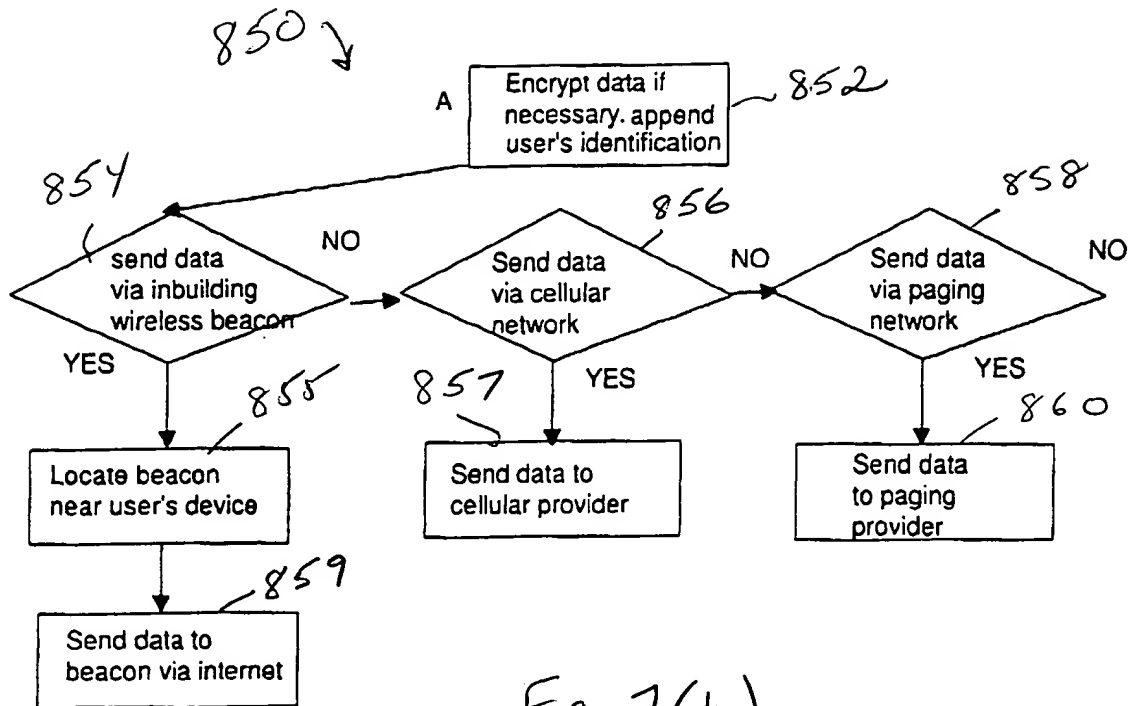 850
A
Encrypt data if
necessary. append
user's identification
852
854
send data
via inbuilding
wireless beacon
NO
YES
856
Send data
via cellular
network
NO
YES
858
Send data
via paging
network
NO
YES
855
Locate beacon
near user's device
857
Send data to
cellular provider
860
Send data
to paging
provider
859
Send data to
beacon via internet